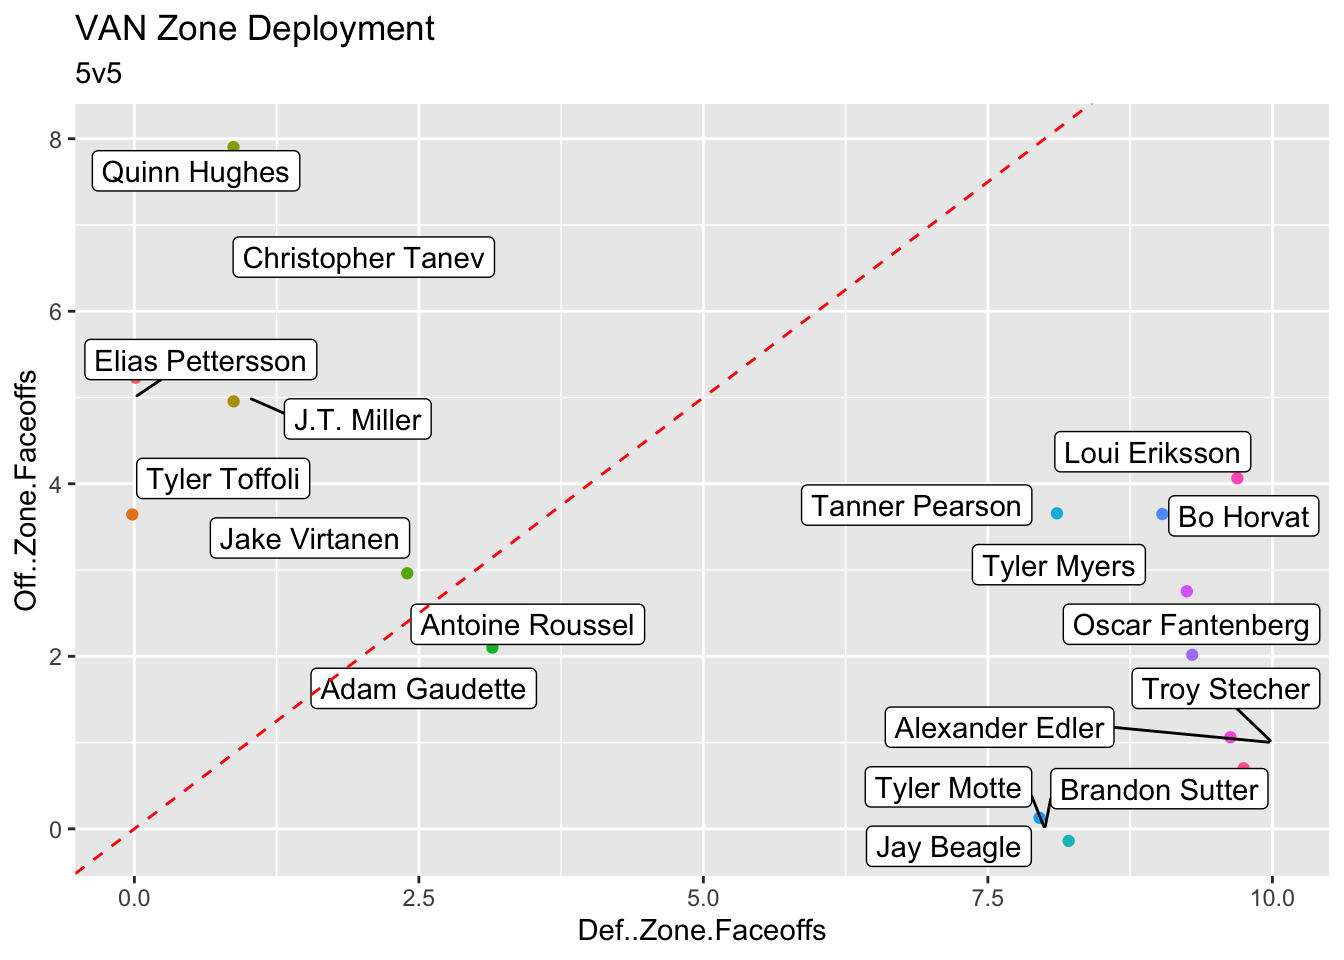 VAN Zone Deployment
5v5
Off..Zone.Faceoffs
8
6
4
2
0
Quinn Hughes
Christopher Tanev
Elias Pettersson
J.T. Miller
Loui Eriksson
Tyler Toffoli
Tanner Pearson
Bo Horvat
Jake Virtanen
Tyler Myers
Antoine Roussel
Oscar Fantenberg
Adam Gaudette
Troy Stecher
Alexander Edler
Tyler Motte
Brandon Sutter
Jay Beagle
0.0
2.5
5.0
7.5
10.0
Def..Zone.Faceoffs